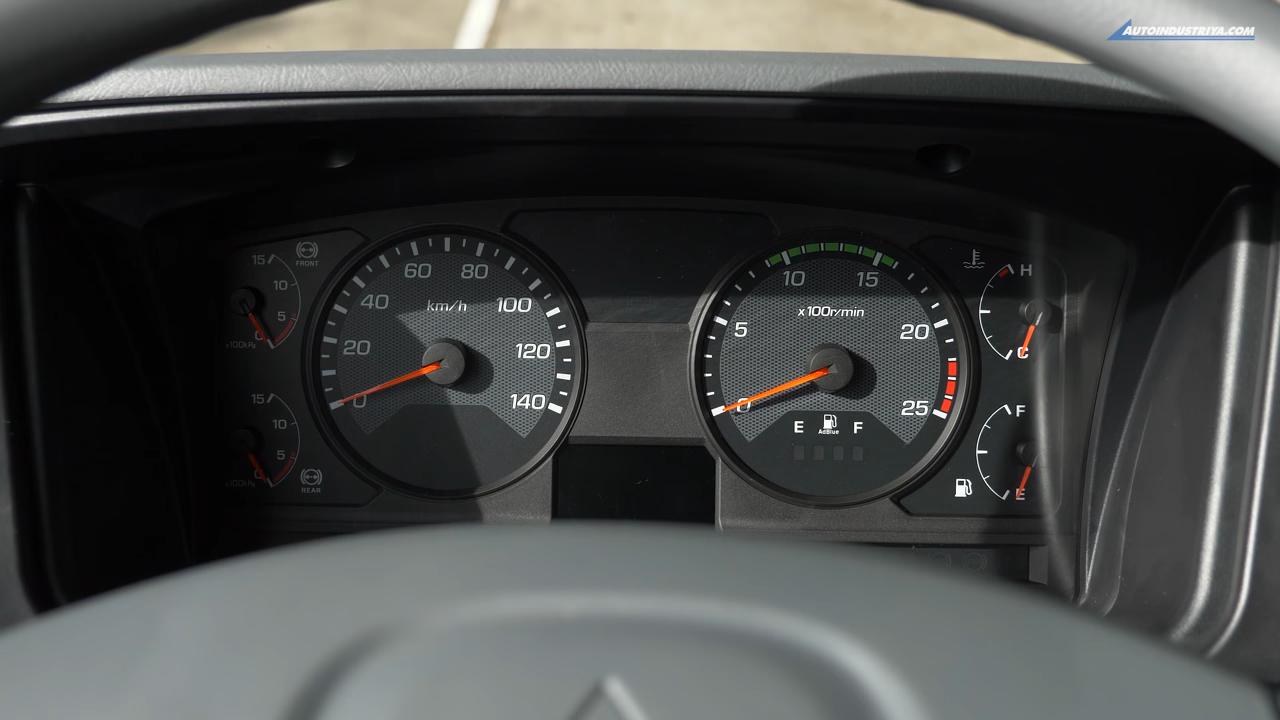 AUTOINDUSTRIYA.COM
15
FRONT
10
5
0
x100kPa
15
10
5
0
x100kPa
REAR
60 80
40 100
km/h
20 120
0 140
10 15
x100r/min
5 20
0 25
E AdBlue F
H
C
F
E